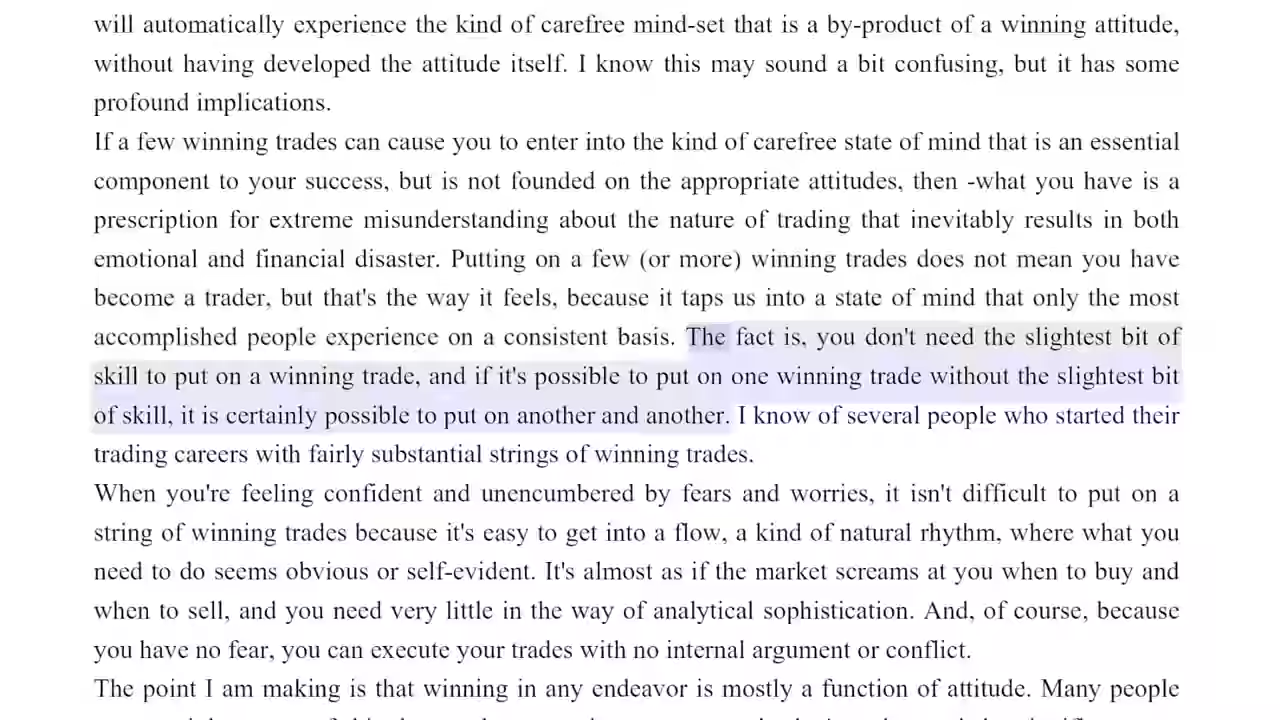 will automatically experience the kind of carefree mind-set that is a by-product of a winning attitude,
without having developed the attitude itself. I know this may sound a bit confusing, but it has some
profound implications.
If a few winning trades can cause you to enter into the kind of carefree state of mind that is an essential
component to your success, but is not founded on the appropriate attitudes, then -what you have is a
prescription for extreme misunderstanding about the nature of trading that inevitably results in both
emotional and financial disaster. Putting on a few (or more) winning trades does not mean you have
become a trader, but that's the way it feels, because it taps us into a state of mind that only the most
accomplished people experience on a consistent basis. The fact is, you don't need the slightest bit of
skill to put on a winning trade, and if it's possible to put on one winning trade without the slightest bit
of skill, it is certainly possible to put on another and another. I know of several people who started their
trading careers with fairly substantial strings of winning trades.
When you're feeling confident and unencumbered by fears and worries, it isn't difficult to put on a
string of winning trades because it's easy to get into a flow, a kind of natural rhythm, where what you
need to do seems obvious or self-evident. It's almost as if the market screams at you when to buy and
when to sell, and you need very little in the way of analytical sophistication. And, of course, because
you have no fear, you can execute your trades with no internal argument or conflict.
The point I am making is that winning in any endeavor is mostly a function of attitude. Many people